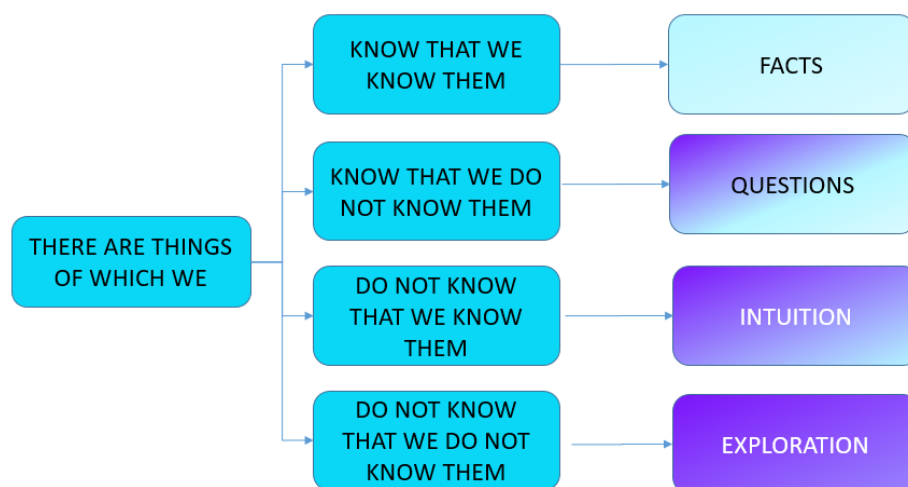 KNOW THAT WE
KNOW THEM
FACTS
KNOW THAT WE DO
NOT KNOW THEM
QUESTIONS
THERE ARE THINGS
OF WHICH WE
DO NOT KNOW
THAT WE KNOW
THEM
INTUITION
DO NOT KNOW
THAT WE DO NOT
KNOW THEM
EXPLORATION